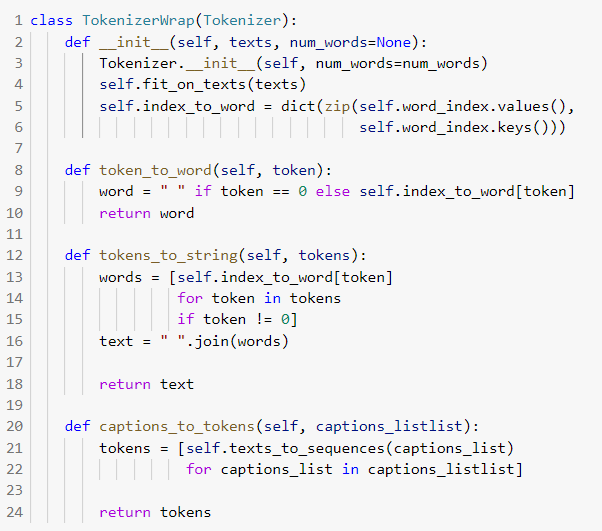 1 class TokenizerWrap(Tokenizer):
2     def __init__(self, texts, num_words=None):
3         Tokenizer.__init__(self, num_words=num_words)
4         self.fit_on_texts(texts)
5         self.index_to_word = dict(zip(self.word_index.values(),
6                                       self.word_index.keys()))
7
8     def token_to_word(self, token):
9         word = " " if token == 0 else self.index_to_word[token]
10         return word
11
12     def tokens_to_string(self, tokens):
13         words = [self.index_to_word[token]
14                  for token in tokens
15                  if token != 0]
16         text = " ".join(words)
17
18         return text
19
20     def captions_to_tokens(self, captions_listlist):
21         tokens = [self.texts_to_sequences(captions_list)
22                   for captions_list in captions_listlist]
23
24         return tokens